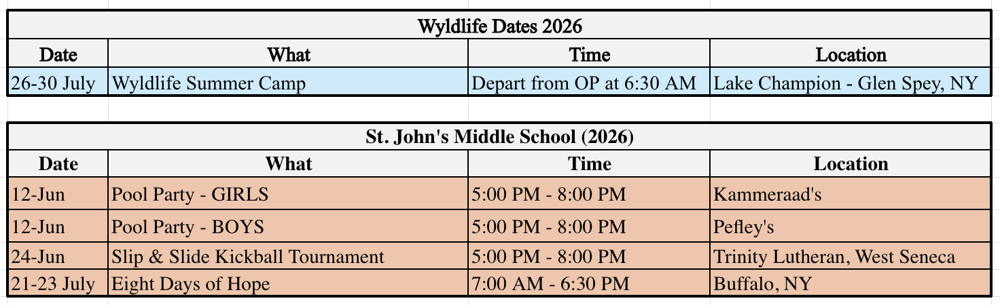 Wyldlife Dates 2026
Date What Time Location
26-30 July Wyldlife Summer Camp Depart from OP at 6:30 AM Lake Champion - Glen Spey, NY
St. John's Middle School (2026)
Date What Time Location
12-Jun Pool Party - GIRLS 5:00 PM - 8:00 PM Kammeraad's
12-Jun Pool Party - BOYS 5:00 PM - 8:00 PM Pefley's
24-Jun Slip & Slide Kickball Tournament 5:00 PM - 8:00 PM Trinity Lutheran, West Seneca
21-23 July Eight Days of Hope 7:00 AM - 6:30 PM Buffalo, NY